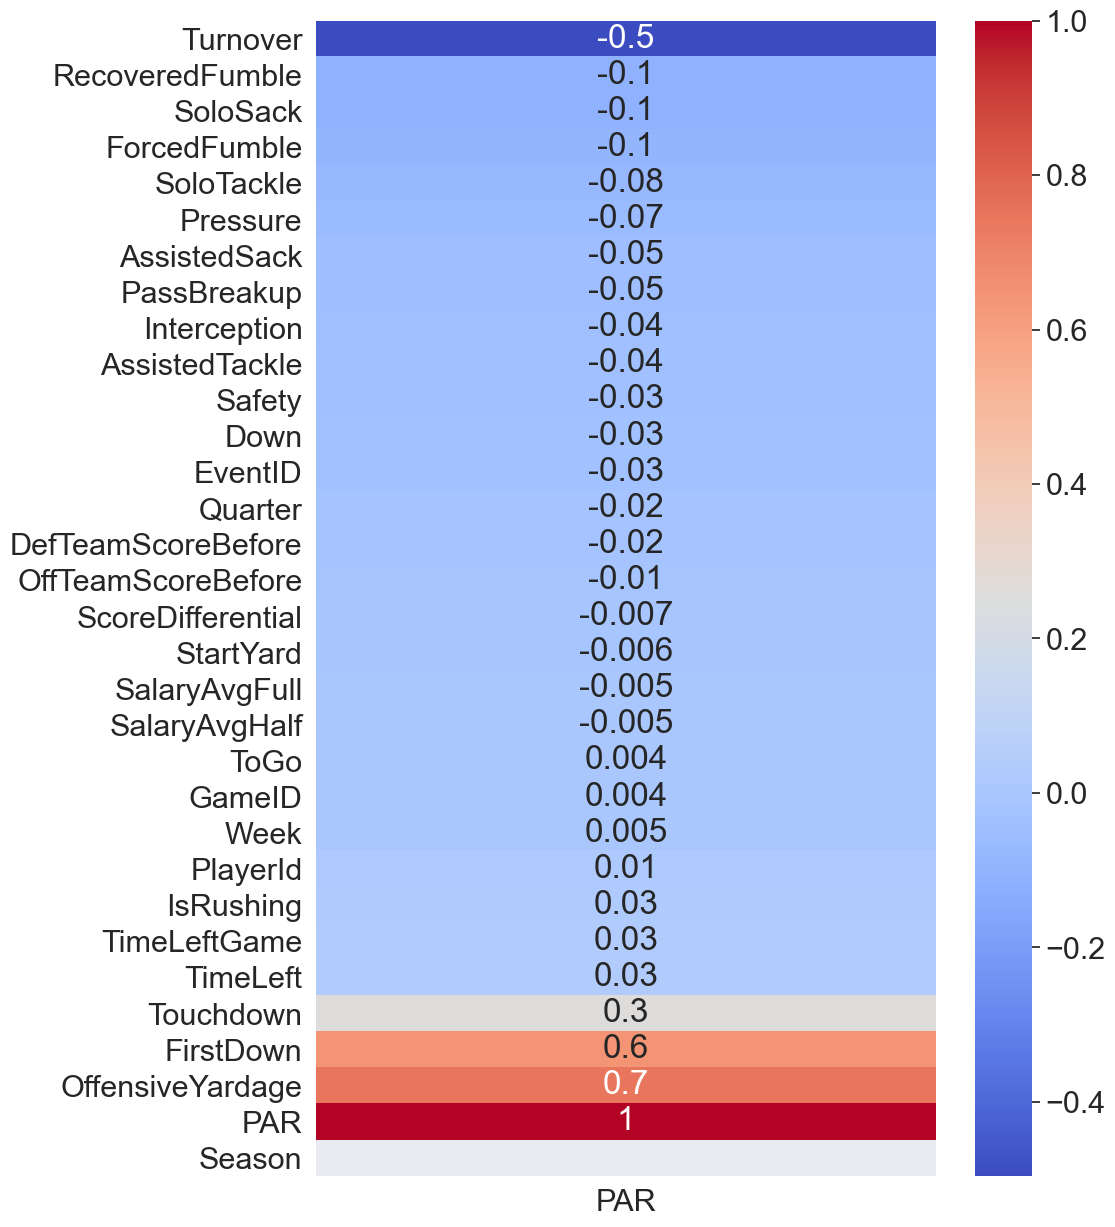 Turnover -0.5
RecoveredFumble -0.1
SoloSack -0.1
ForcedFumble -0.1
SoloTackle -0.08
Pressure -0.07
AssistedSack -0.05
PassBreakup -0.05
Interception -0.04
AssistedTackle -0.04
Safety -0.03
Down -0.03
EventID -0.03
Quarter -0.02
DefTeamScoreBefore -0.02
OffTeamScoreBefore -0.01
ScoreDifferential -0.007
StartYard -0.006
SalaryAvgFull -0.005
SalaryAvgHalf -0.005
ToGo 0.004
GameID 0.004
Week 0.005
PlayerId 0.01
IsRushing 0.03
TimeLeftGame 0.03
TimeLeft 0.03
Touchdown 0.3
FirstDown 0.6
OffensiveYardage 0.7
PAR 1
Season
PAR
1.0
0.8
0.6
0.4
0.2
0.0
−0.2
−0.4